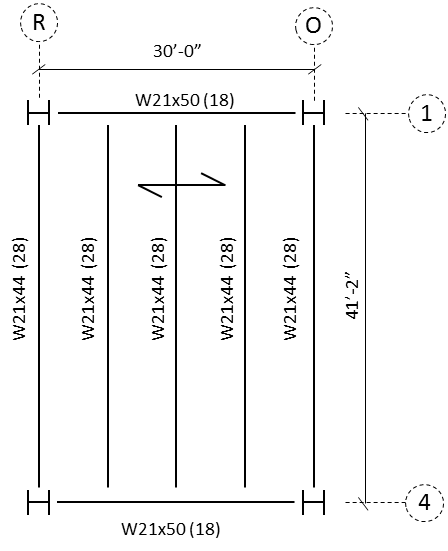 R
O
30’-0”
W21x50 (18)
1
W21x44 (28)
W21x44 (28)
W21x44 (28)
W21x44 (28)
W21x44 (28)
41’-2”
4
W21x50 (18)